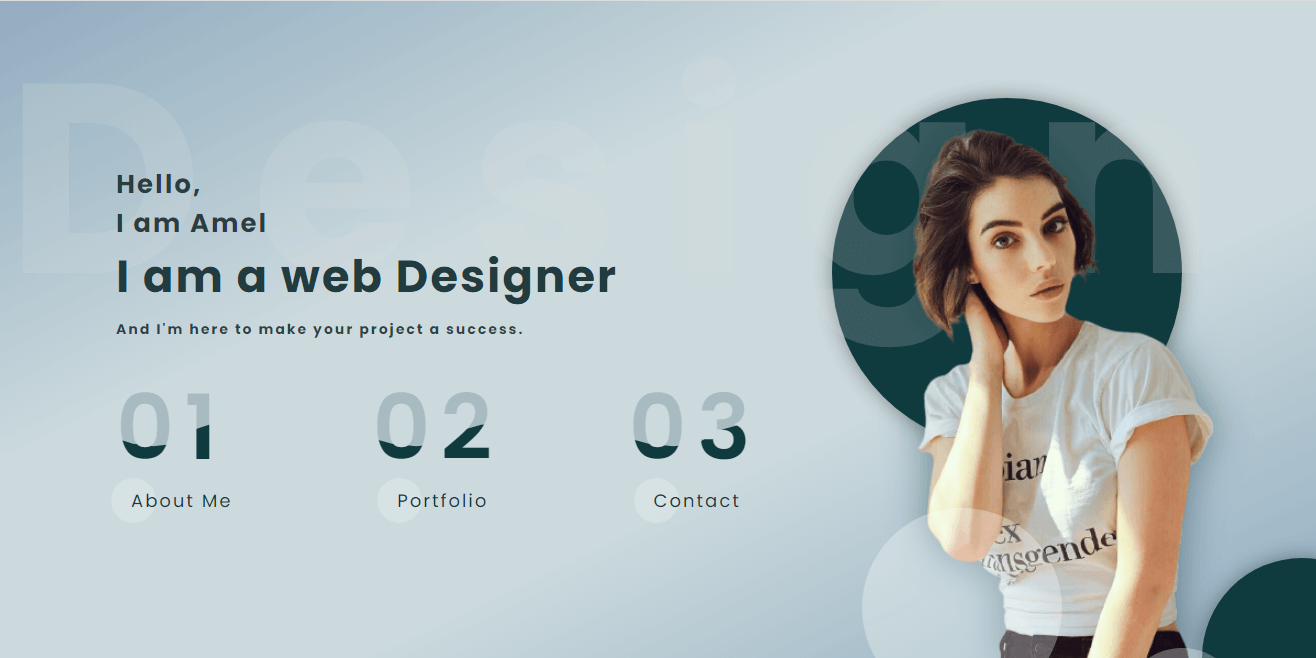 Design
Hello,
I am Amel
I am a web Designer
And I'm here to make your project a success.
01 02 03
About Me Portfolio Contact